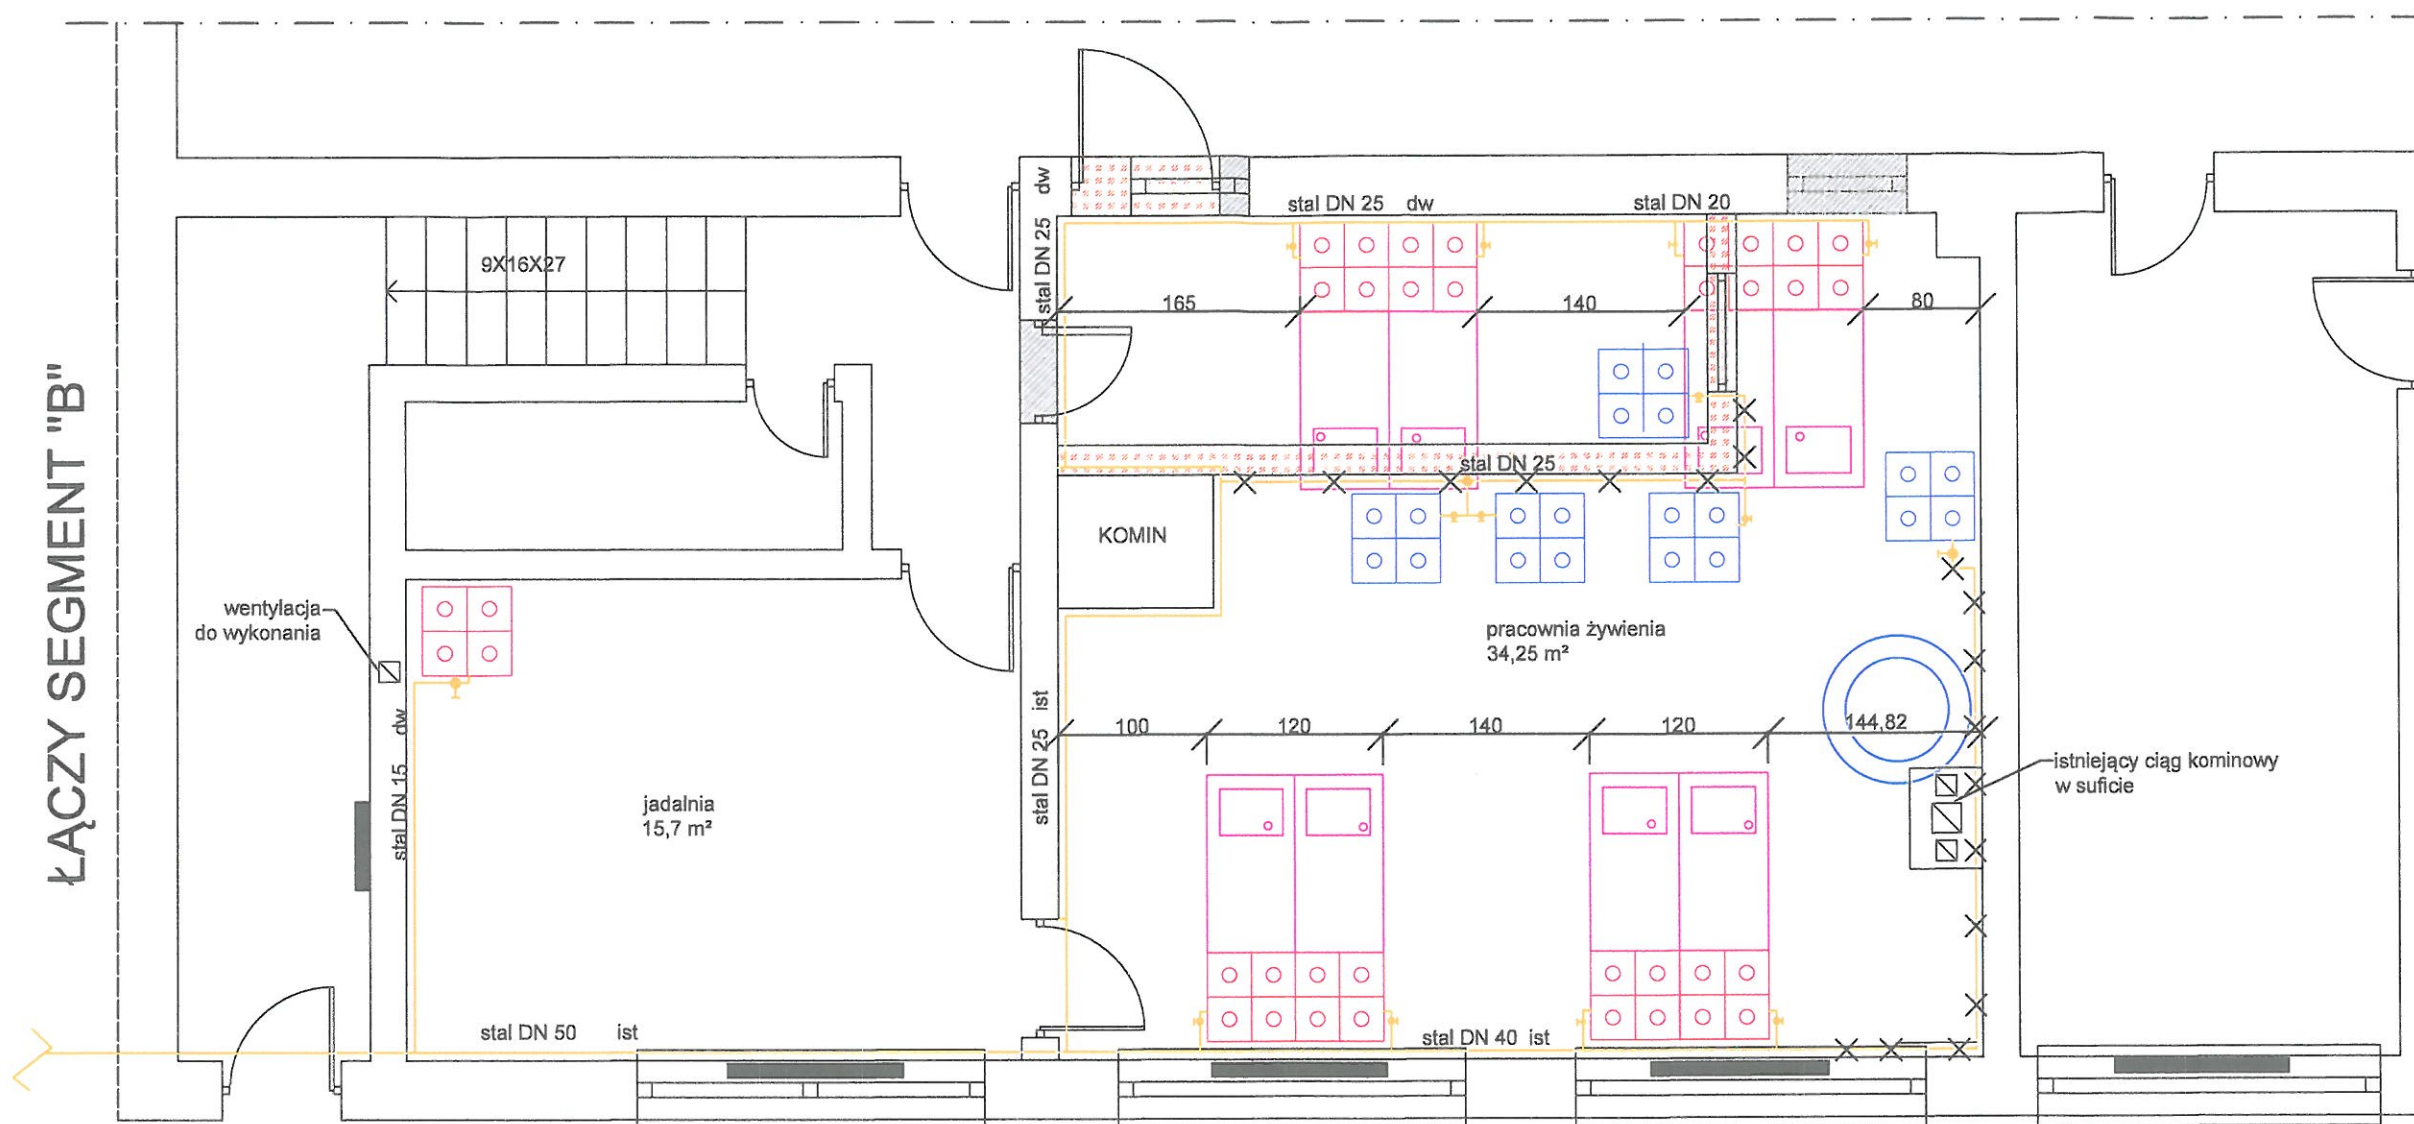 ŁĄCZY SEGMENT "B"
9X16X27
stal DN 25 dw
stal DN 25 dw
stal DN 20
165
140
80
stal DN 25
KOMIN
wentylacja
do wykonania
pracownia żywienia
34,25 m²
stal DN 15 dw
jadalnia
15,7 m²
stal DN 25 ist
100
120
140
120
144,82
istniejący ciąg kominowy
w suficie
stal DN 50 ist
stal DN 40 ist